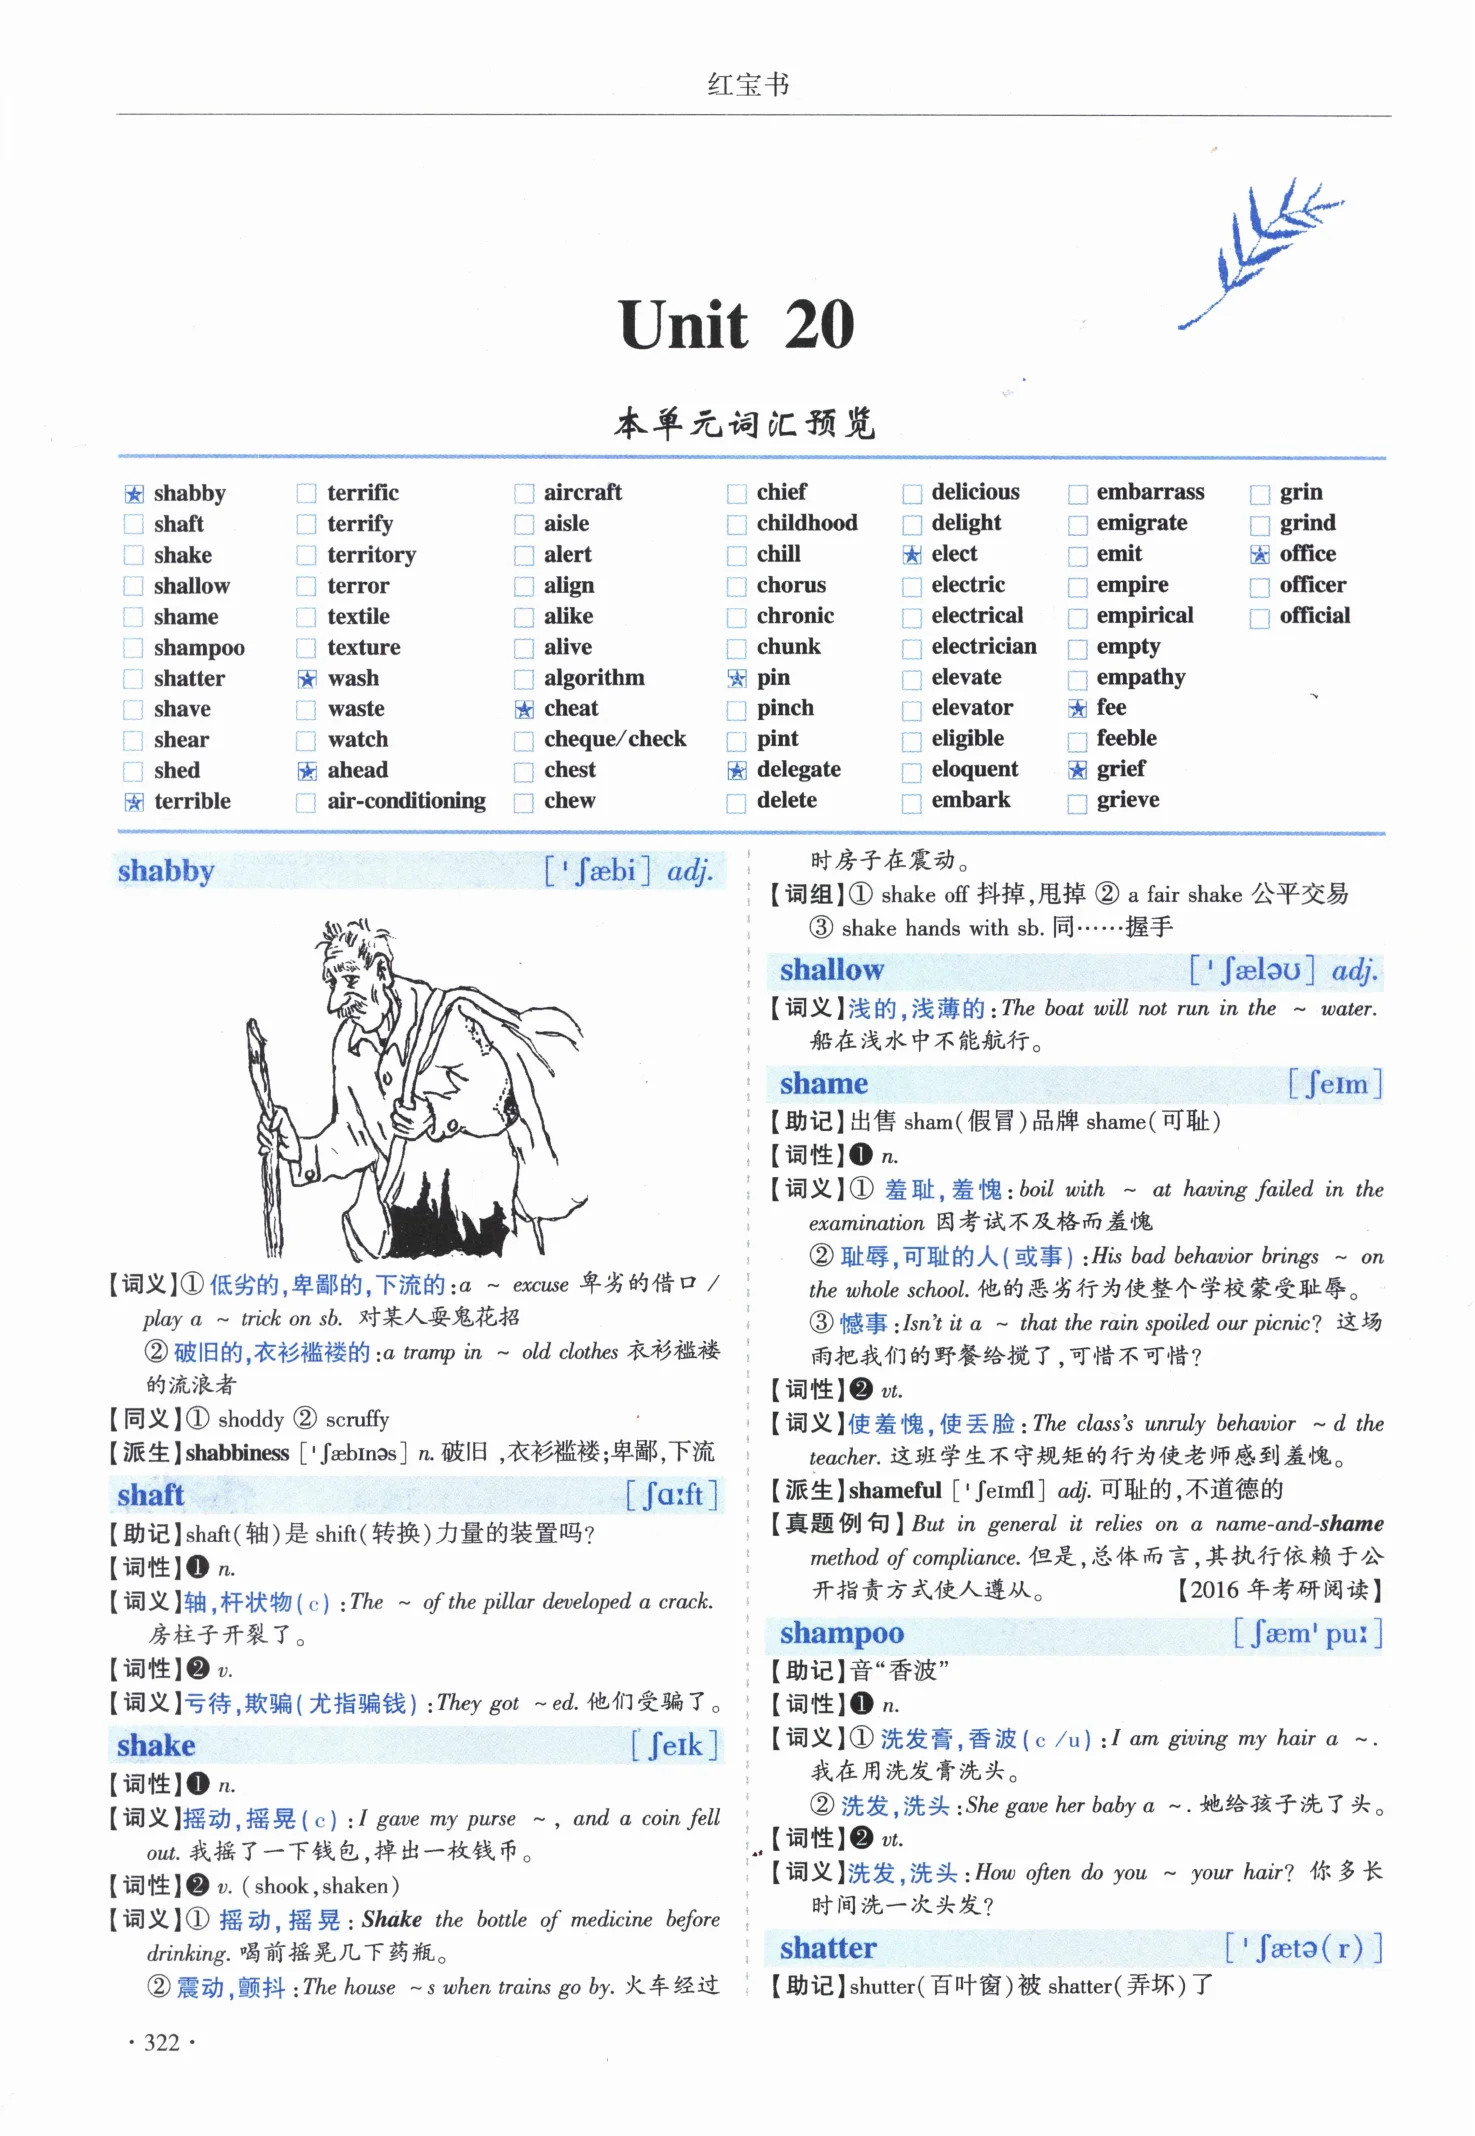 红宝书
Unit 20
本单元词汇预览
shabby terrific aircraft chief delicious embarrass grin
shaft terrify aisle childhood delight emigrate grind
shake territory alert chill elect emit office
shallow terror align chorus electric empire officer
shame textile alike chronic electrical empirical official
shampoo texture alive chunk electrician empty
shatter wash algorithm pin elevate empathy
shave waste cheat pinch elevator fee
shear watch cheque/check pint eligible feeble
shed ahead chest delegate eloquent grief
terrible air-conditioning chew delete embark grieve
shabby [ˈʃæbi] adj.
【词义】① 低劣的,卑鄙的,下流的:a ~ excuse 卑劣的借口 /
play a ~ trick on sb. 对某人耍鬼花招
② 破旧的,衣衫褴褛的:a tramp in ~ old clothes 衣衫褴褛
的流浪者
【同义】① shoddy ② scruffy
【派生】shabbiness [ˈʃæbɪnəs] n. 破旧,衣衫褴褛;卑鄙,下流
shaft [ʃɑːft]
【助记】shaft(轴)是 shift(转换)力量的装置吗?
【词性】❶ n.
【词义】轴,杆状物(c):The ~ of the pillar developed a crack.
房柱子开裂了。
【词性】❷ v.
【词义】亏待,欺骗(尤指骗钱):They got ~ed. 他们受骗了。
shake [ʃeɪk]
【词性】❶ n.
【词义】摇动,摇晃(c):I gave my purse ~, and a coin fell
out. 我摇了一下钱包,掉出一枚钱币。
【词性】❷ v. (shook,shaken)
【词义】① 摇动,摇晃:Shake the bottle of medicine before
drinking. 喝前摇晃几下药瓶。
② 震动,颤抖:The house ~s when trains go by. 火车经过
时房子在震动。
【词组】① shake off 抖掉,甩掉 ② a fair shake 公平交易
③ shake hands with sb. 同……握手
shallow [ˈʃæləʊ] adj.
【词义】浅的,浅薄的:The boat will not run in the ~ water.
船在浅水中不能航行。
shame [ʃeɪm]
【助记】出售 sham(假冒)品牌 shame(可耻)
【词性】❶ n.
【词义】① 羞耻,羞愧:boil with ~ at having failed in the
examination 因考试不及格而羞愧
② 耻辱,可耻的人(或事):His bad behavior brings ~ on
the whole school. 他的恶劣行为使整个学校蒙受耻辱。
③ 憾事:Isn't it a ~ that the rain spoiled our picnic? 这场
雨把我们的野餐给搅了,可惜不可惜?
【词性】❷ vt.
【词义】使羞愧,使丢脸:The class's unruly behavior ~d the
teacher. 这班学生不守规矩的行为使老师感到羞愧。
【派生】shameful [ˈʃeɪmfl] adj. 可耻的,不道德的
【真题例句】But in general it relies on a name-and-shame
method of compliance. 但是,总体而言,其执行依赖于公
开指责方式使人遵从。 【2016 年考研阅读】
shampoo [ʃæmˈpuː]
【助记】音“香波”
【词性】❶ n.
【词义】① 洗发膏,香波(c/u):I am giving my hair a ~.
我在用洗发膏洗头。
② 洗发,洗头:She gave her baby a ~. 她给孩子洗了头。
【词性】❷ vt.
【词义】洗发,洗头:How often do you ~ your hair? 你多长
时间洗一次头发?
shatter [ˈʃætə(r)]
【助记】shutter(百叶窗)被 shatter(弄坏)了
· 322 ·